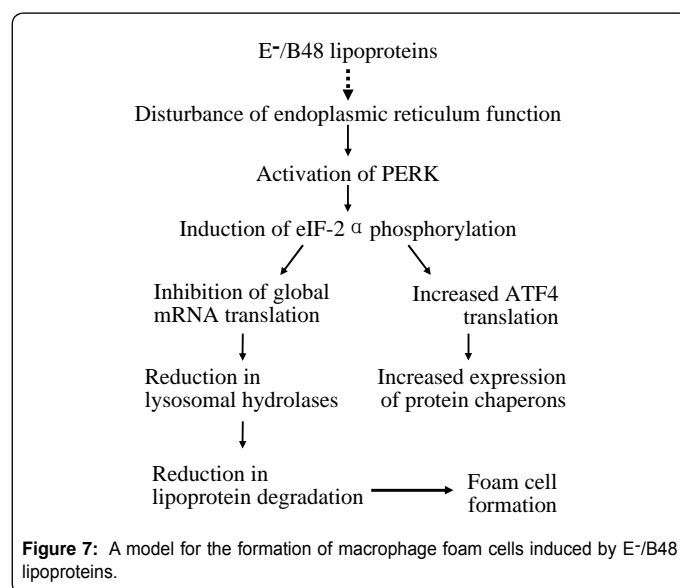 E⁻/B48 lipoproteins
Disturbance of endoplasmic reticulum function
Activation of PERK
Induction of eIF-2 α phosphorylation
Inhibition of global
mRNA translation
Increased ATF4
translation
Reduction in
lysosomal hydrolases
Increased expression
of protein chaperons
Reduction in
lipoprotein degradation
Foam cell
formation
Figure 7: A model for the formation of macrophage foam cells induced by E⁻/B48
lipoproteins.